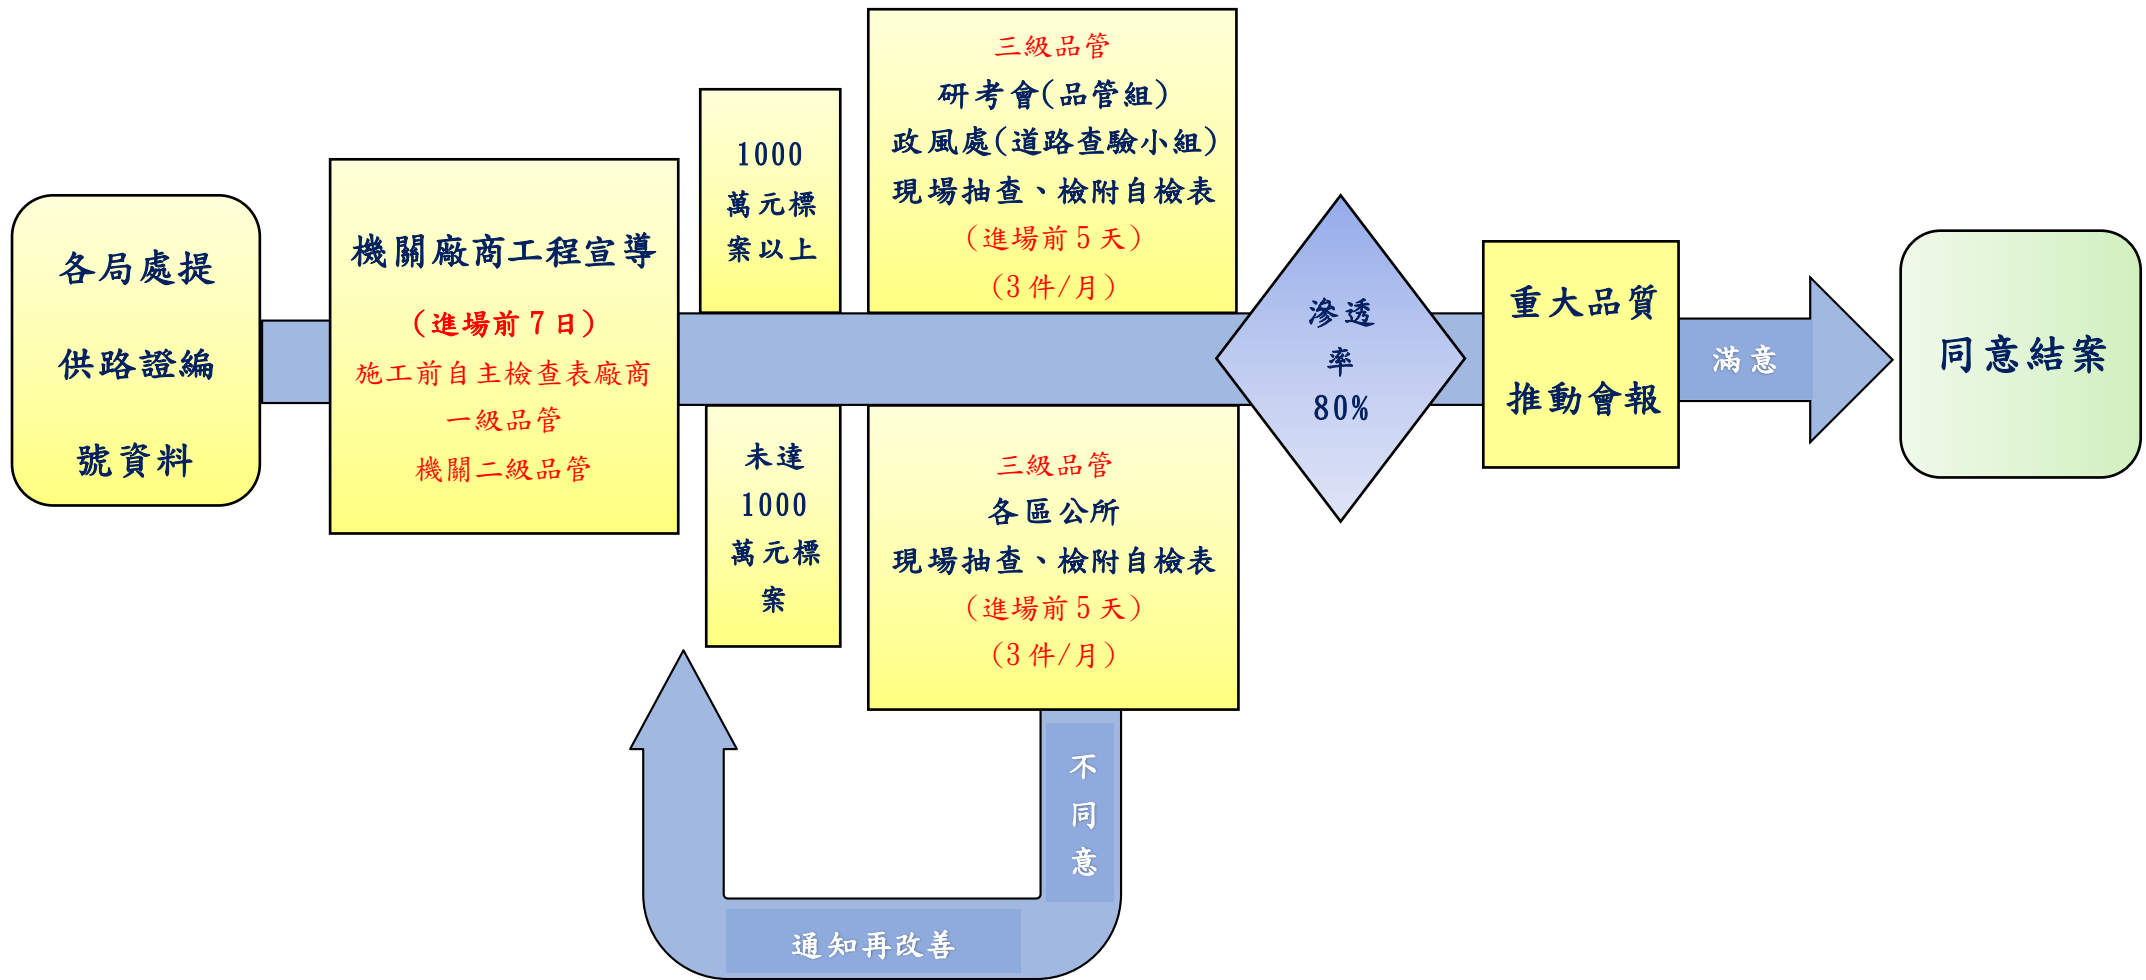 各局處提
供路證編
號資料
機關廠商工程宣導
(進場前7日)
施工前自主檢查表廠商
一級品管
機關二級品管
1000
萬元標
案以上
三級品管
研考會(品管組)
政風處(道路查驗小組)
現場抽查、檢附自檢表
(進場前5天)
(3件/月)
未達
1000
萬元標
案
三級品管
各區公所
現場抽查、檢附自檢表
(進場前5天)
(3件/月)
滲透
率
80%
重大品質
推動會報
滿意
同意結案
不
同
意
通知再改善